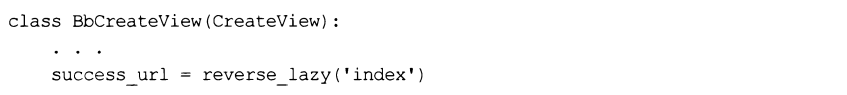 class BbCreateView(CreateView):
    . . .
    success_url = reverse_lazy('index')